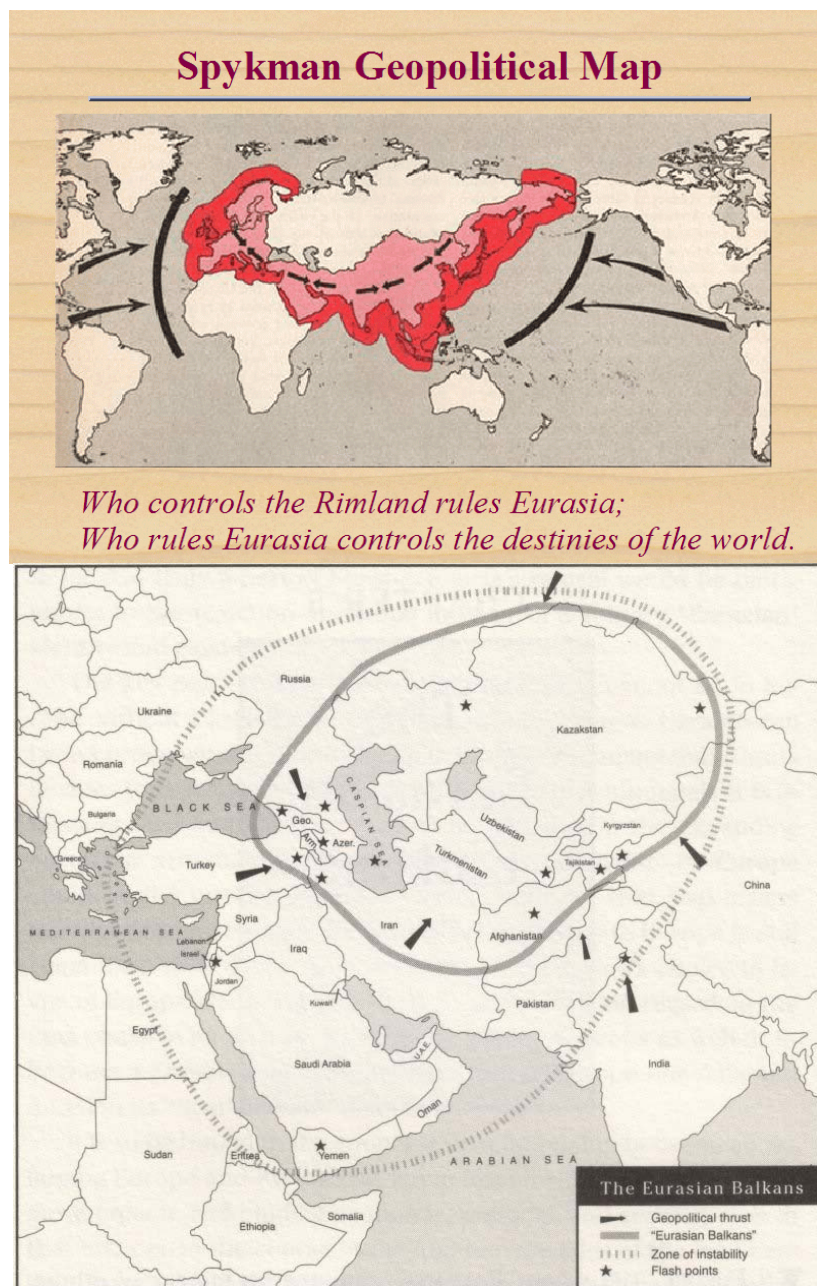 Spykman Geopolitical Map
Who controls the Rimland rules Eurasia;
Who rules Eurasia controls the destinies of the world.
Russia
Ukraine
Kazakstan
Romania
BLACK SEA
CASPIAN SEA
Bulgaria
Geo.
Uzbekistan
Kyrgyzstan
Arm.
Azer.
Greece
Turkey
Turkmenistan
Tajikistan
China
Syria
Iran
MEDITERRANEAN SEA
Lebanon
Iraq
Afghanistan
Israel
Jordan
Kuwait
Pakistan
Egypt
U.A.E.
Saudi Arabia
India
Oman
Sudan
Eritrea
Yemen
ARABIAN SEA
Somalia
Ethiopia
The Eurasian Balkans
Geopolitical thrust
"Eurasian Balkans"
Zone of instability
Flash points